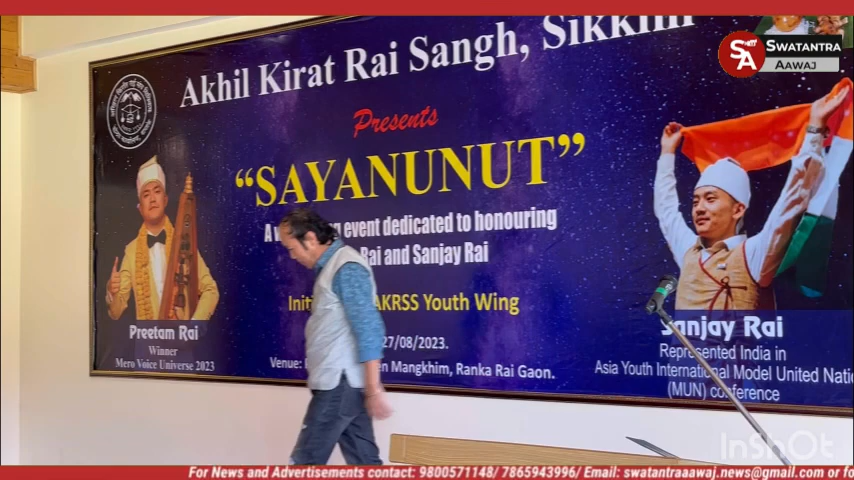 Akhil Kirat Rai Sangh, Sikkim
Presents
“SAYANUNUT”
event dedicated to honouring
Rai and Sanjay Rai
AKRSS Youth Wing
27/08/2023.
Venue: Mangkhim, Ranka Rai Gaon.
Preetam Rai
Winner
Mero Voice Universe 2023
Sanjay Rai
Represented India in
Asia Youth International Model United Nati
(MUN) conference
SA
SWATANTRA
AAWAJ
InShOt
For News and Advertisements contact: 9800571148/ 7865943996/ Email: swatantraaawaj.news@gmail.com or fo